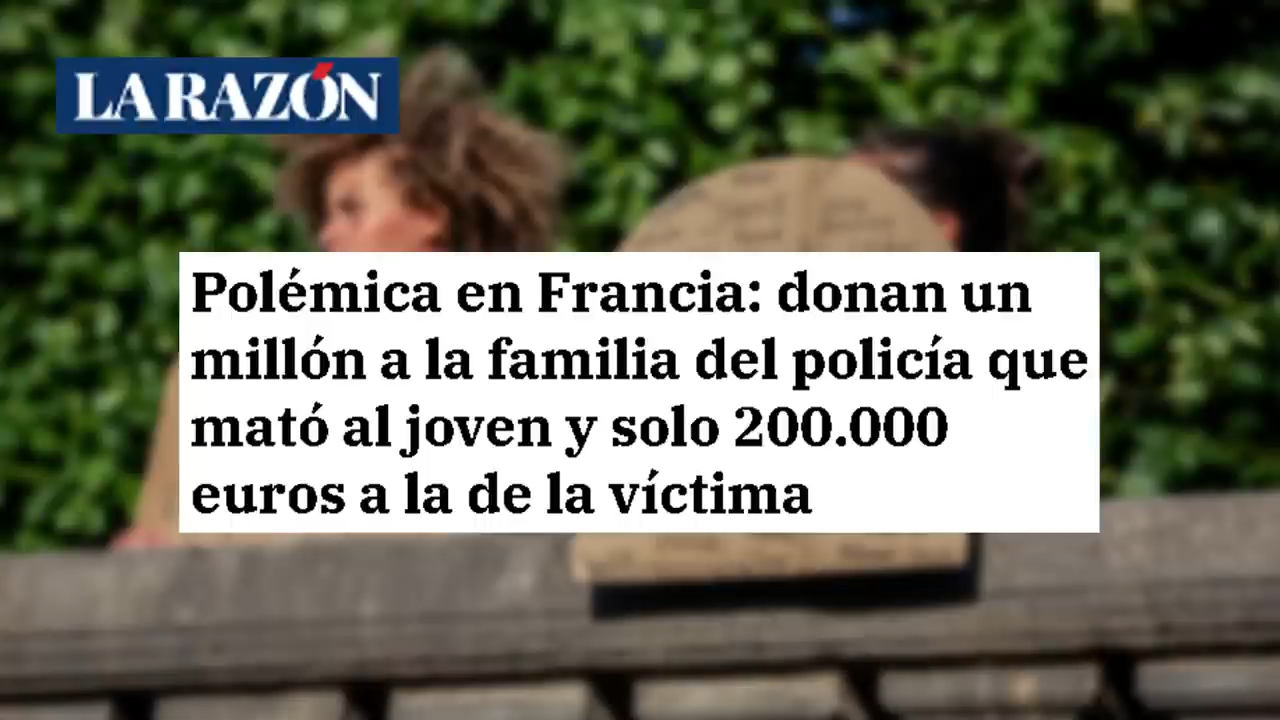 LA RAZÓN
Polémica en Francia: donan un
millón a la familia del policía que
mató al joven y solo 200.000
euros a la de la víctima